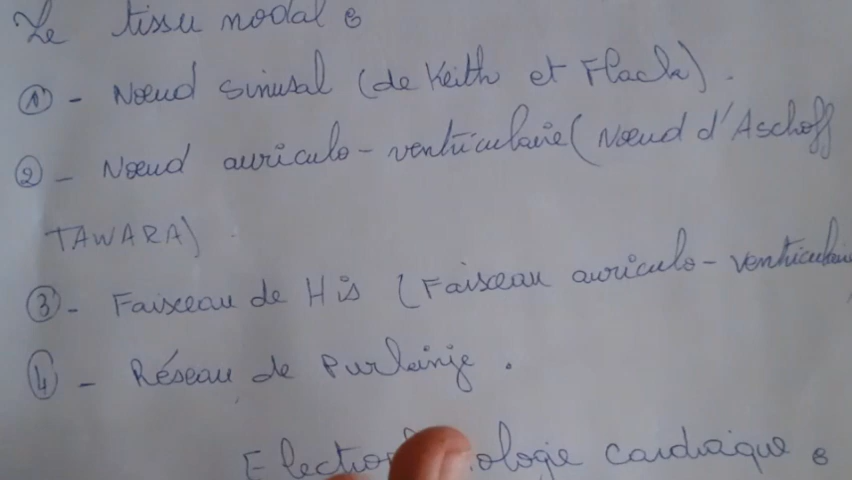 Le tissu nodal :
① - Nœud sinusal (de Keith et Flack).
② - Nœud auriculo-ventriculaire (Nœud d'Aschoff
TAWARA).
③ - Faisceau de His (Faisceau auriculo-ventriculaire
④ - Réseau de Purkinje.
cardiaque :